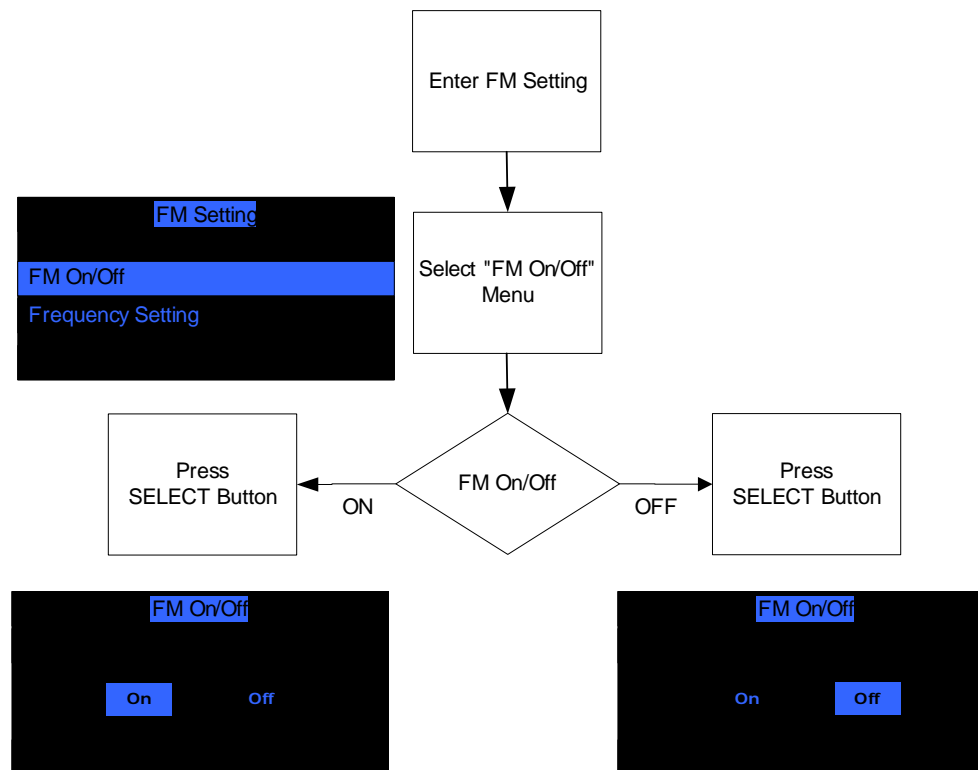 Enter FM Setting
FM Setting
FM On/Off
Frequency Setting
Select "FM On/Off"
Menu
Press
SELECT Button
ON
FM On/Off
OFF
Press
SELECT Button
FM On/Off
On Off
FM On/Off
On Off